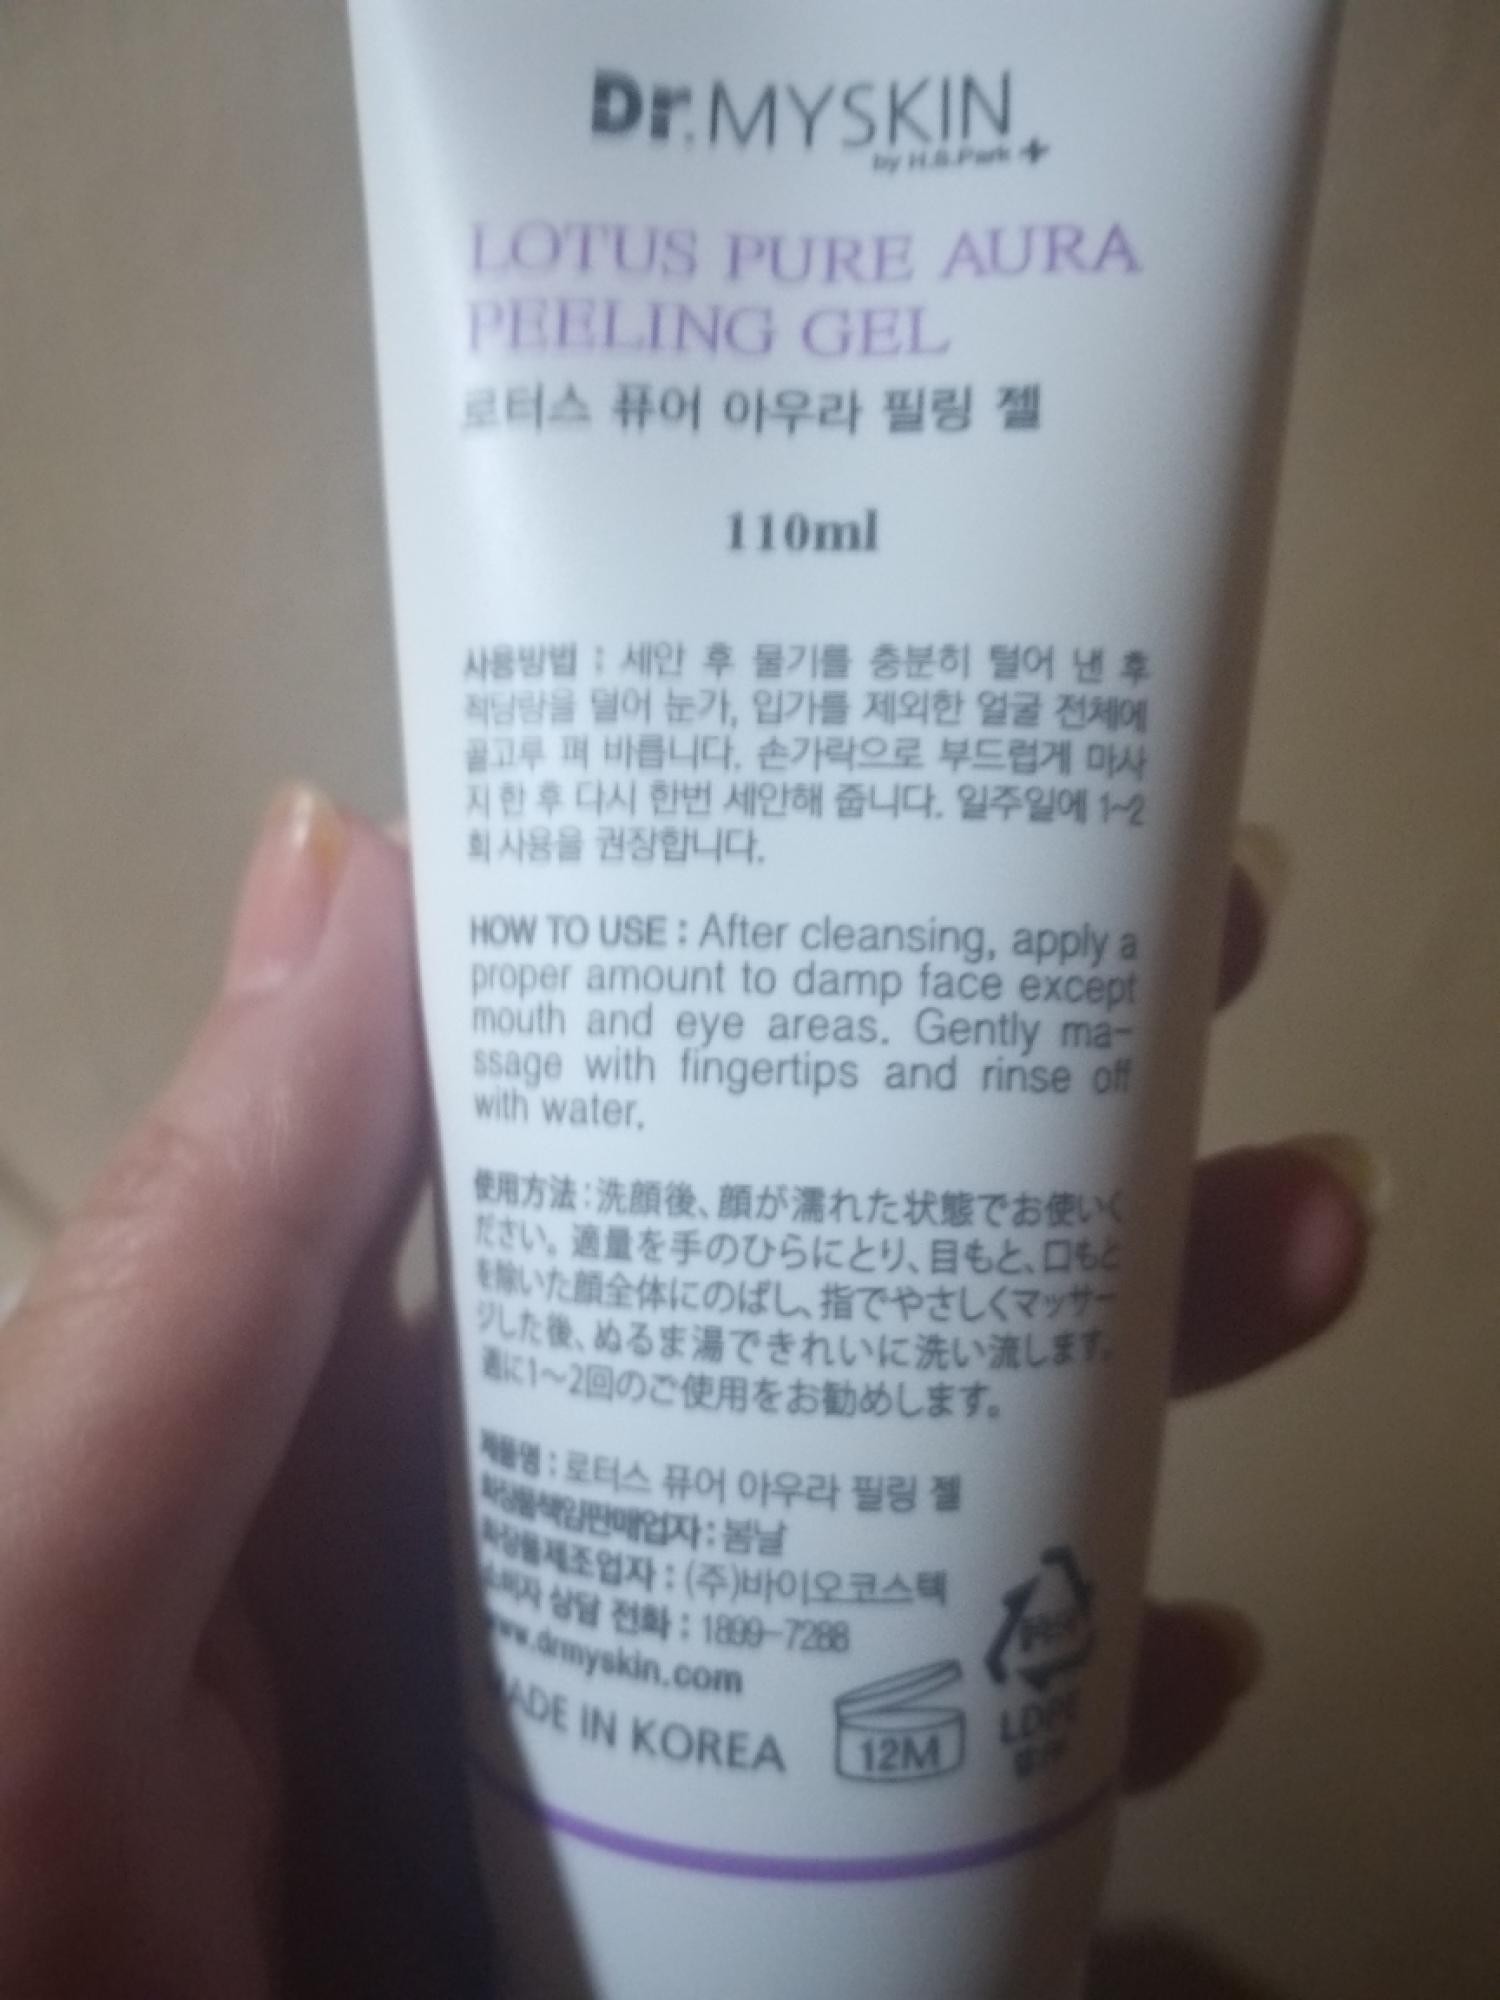 Dr.MYSKIN
by H.B.Park +
LOTUS PURE AURA
PEELING GEL
로터스 퓨어 아우라 필링 젤
110ml
사용방법 : 세안 후 물기를 충분히 털어 낸 후
적당량을 덜어 눈가, 입가를 제외한 얼굴 전체에
골고루 펴 바릅니다. 손가락으로 부드럽게 마사
지 한 후 다시 한번 세안해 줍니다. 일주일에 1~2
회 사용을 권장합니다.
HOW TO USE : After cleansing, apply a
proper amount to damp face except
mouth and eye areas. Gently ma-
ssage with fingertips and rinse off
with water.
使用方法 : 洗顔後、顔が濡れた状態でお使いく
ださい。適量を手のひらにとり、目もと、口もと
を除いた顔全体にのばし、指でやさしくマッサー
ジした後、ぬるま湯できれいに洗い流します。
週に1~2回のご使用をお勧めします。
제품명 : 로터스 퓨어 아우라 필링 젤
화장품책임판매업자 : 봄날
화장품제조업자 : (주)바이오코스텍
소비자 상담 전화 : 1899-7288
www.drmyskin.com
MADE IN KOREA
12M
LDPE